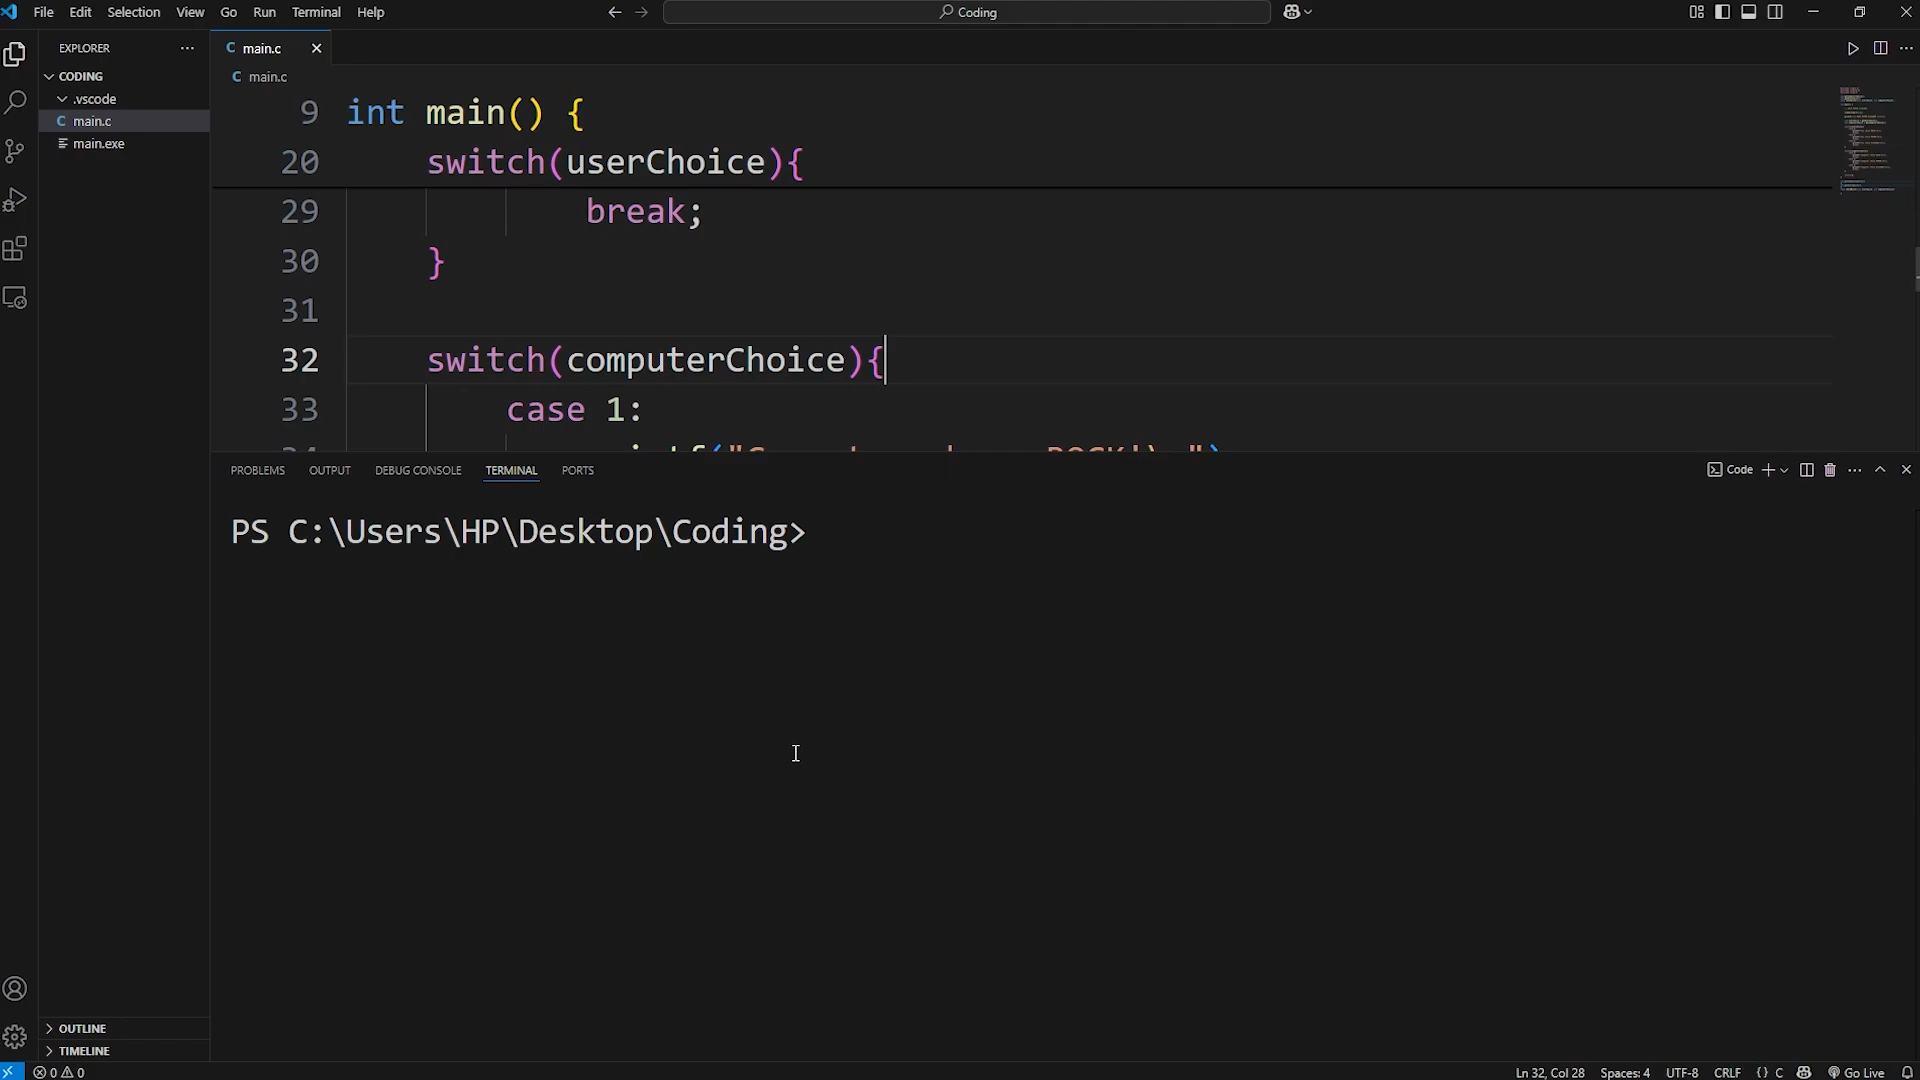 File Edit Selection View Go Run Terminal Help
Coding
EXPLORER
CODING
.vscode
C main.c
main.exe
OUTLINE
TIMELINE
C main.c
C main.c
9 int main() {
20 switch(userChoice){
29 break;
30 }
31
32 switch(computerChoice){
33 case 1:
PROBLEMS OUTPUT DEBUG CONSOLE TERMINAL PORTS
Code
PS C:\Users\HP\Desktop\Coding>
0 0
Ln 32, Col 28 Spaces: 4 UTF-8 CRLF {} C Go Live